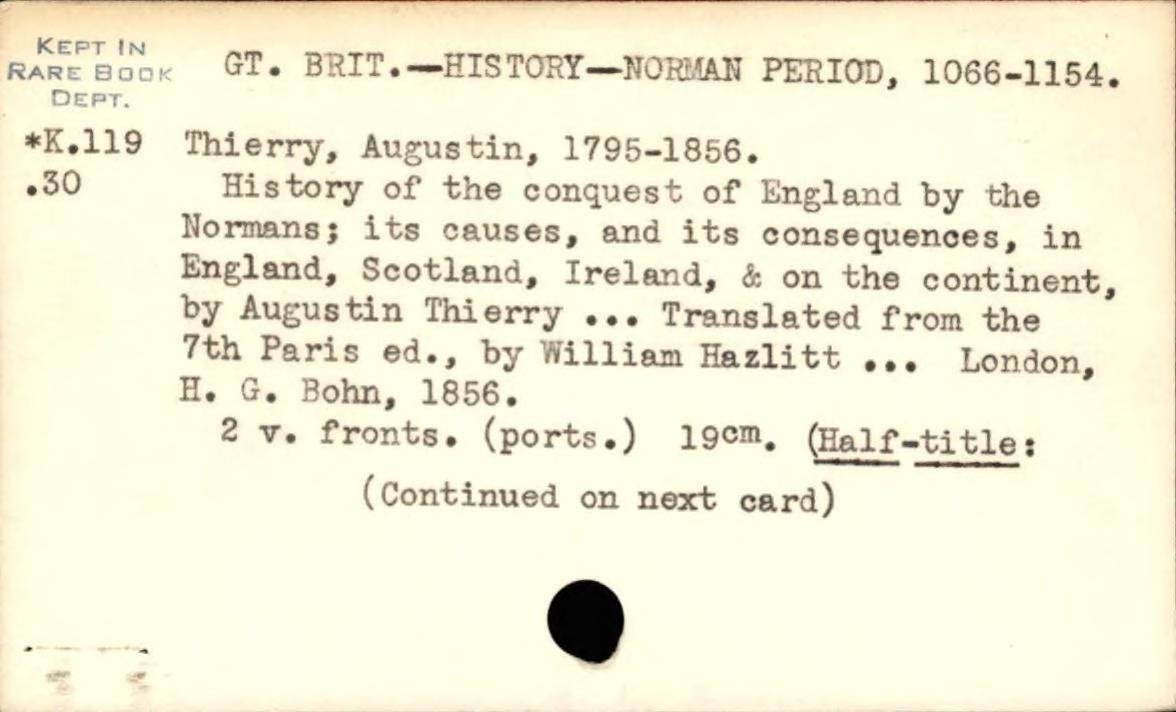 KEPT IN
RARE BOOK
DEPT.
GT. BRIT.—HISTORY—NORMAN PERIOD, 1066-1154.
*K.119 Thierry, Augustin, 1795-1856.
.30 History of the conquest of England by the
Normans; its causes, and its consequences, in
England, Scotland, Ireland, & on the continent,
by Augustin Thierry ... Translated from the
7th Paris ed., by William Hazlitt ... London,
H. G. Bohn, 1856.
2 v. fronts. (ports.) 19cm. (Half-title:
(Continued on next card)